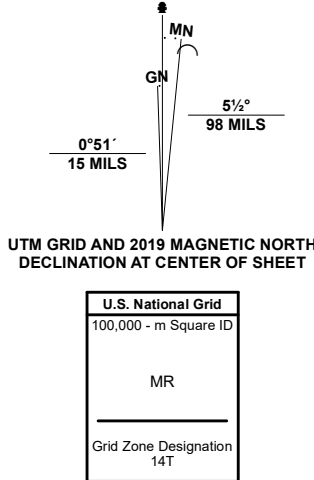 MN
GN
5½°
98 MILS
0°51´
15 MILS
UTM GRID AND 2019 MAGNETIC NORTH
DECLINATION AT CENTER OF SHEET
U.S. National Grid
100,000 - m Square ID
MR
Grid Zone Designation
14T